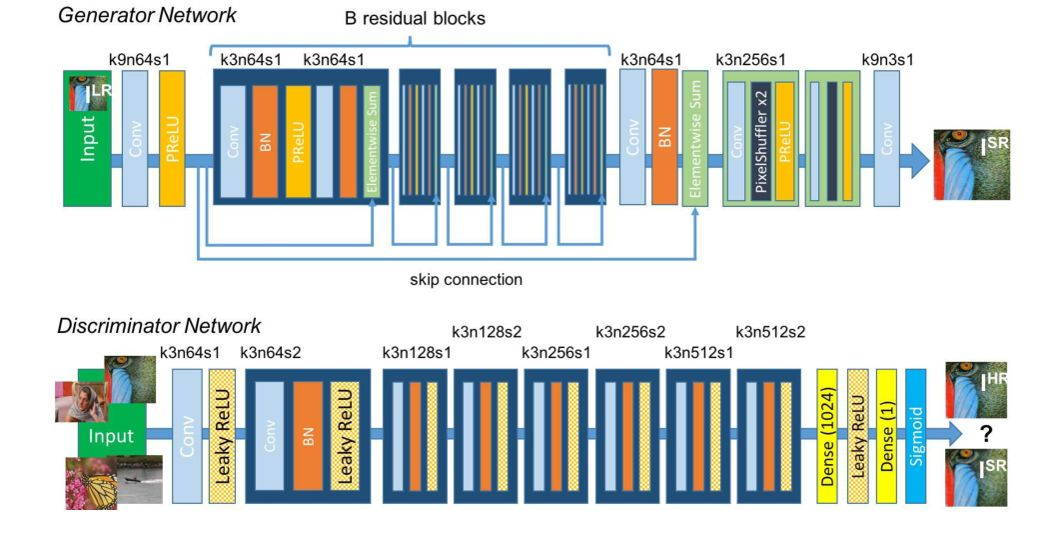 Generator Network
B residual blocks
k9n64s1
k3n64s1
k3n64s1
k3n64s1
k3n256s1
k9n3s1
I LR
Input
Conv
PReLU
Conv
BN
PReLU
Elementwise Sum
Conv
BN
Elementwise Sum
Conv
PixelShuffler x2
PReLU
Conv
I SR
skip connection
Discriminator Network
k3n64s1
k3n64s2
k3n128s1
k3n128s2
k3n256s1
k3n256s2
k3n512s1
k3n512s2
Input
Conv
Leaky ReLU
Conv
BN
Leaky ReLU
Dense (1024)
Leaky ReLU
Dense (1)
Sigmoid
I HR
?
I SR